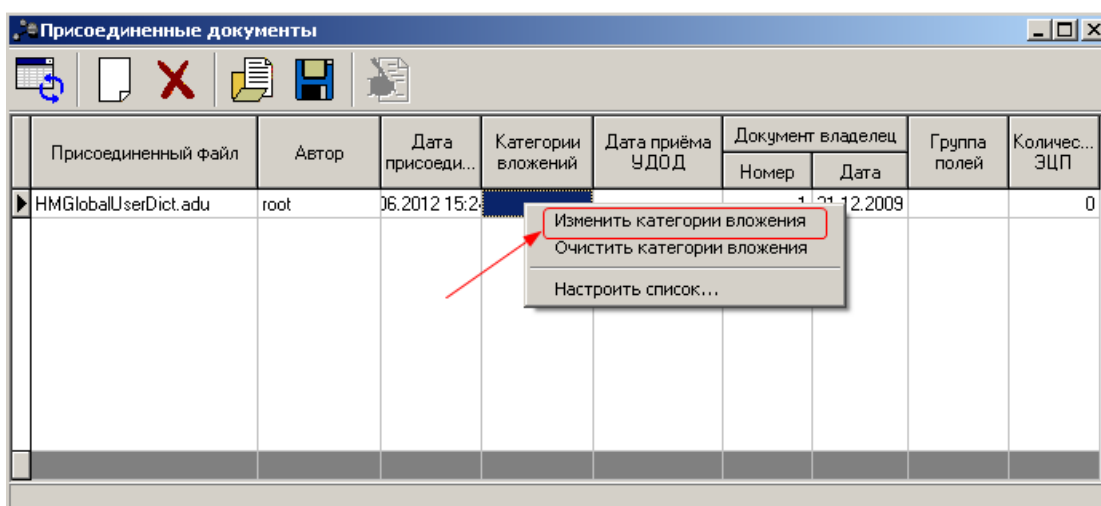 Присоединенные документы
Присоединенный файл
Автор
Дата
присоеди...
Категории
вложений
Дата приёма
УДОД
Документ владелец
Номер
Дата
Группа
полей
Количес...
ЭЦП
HMGlobalUserDict.adu
root
06.2012 15:2
1
21.12.2009
0
Изменить категории вложения
Очистить категории вложения
Настроить список...